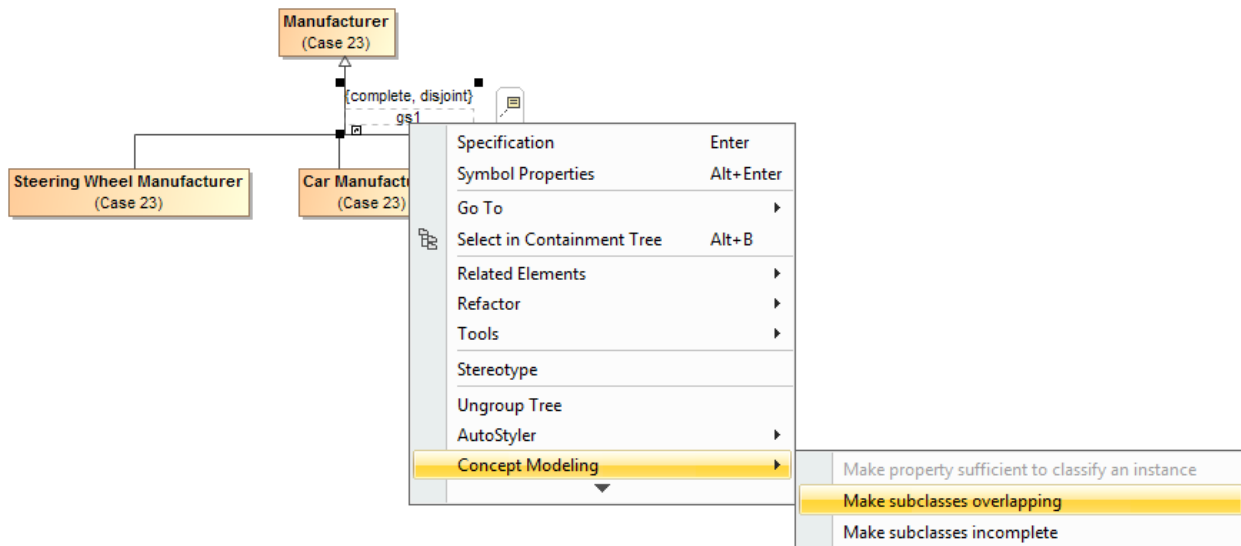 Manufacturer
(Case 23)
{complete, disjoint}
gs1
Steering Wheel Manufacturer
(Case 23)
Car Manufactu
(Case 23)
Specification Enter
Symbol Properties Alt+Enter
Go To
Select in Containment Tree Alt+B
Related Elements
Refactor
Tools
Stereotype
Ungroup Tree
AutoStyler
Concept Modeling
Make property sufficient to classify an instance
Make subclasses overlapping
Make subclasses incomplete